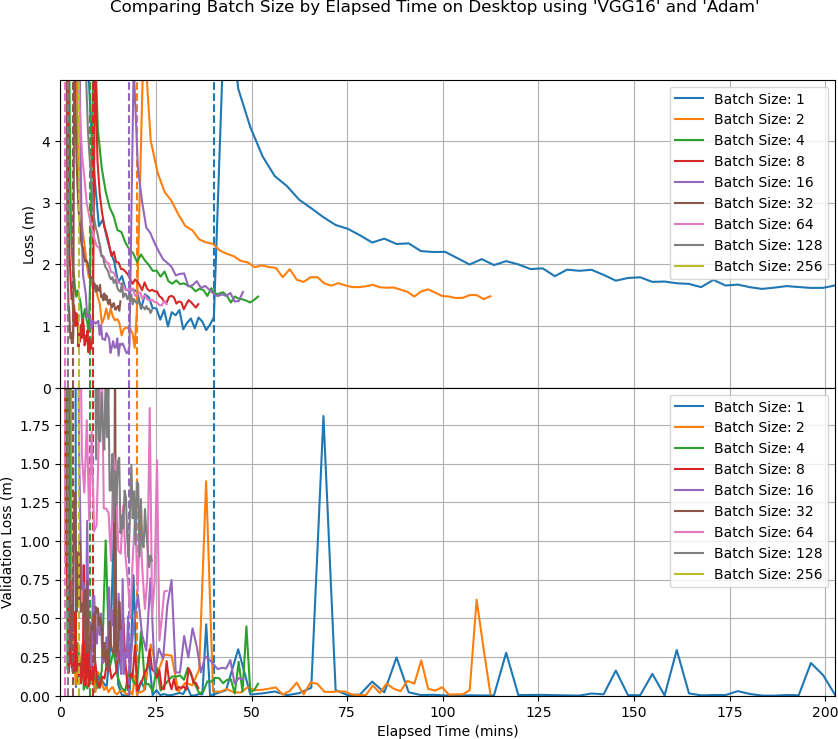 Comparing Batch Size by Elapsed Time on Desktop using 'VGG16' and 'Adam'
Loss (m)
4
3
2
1
0
Batch Size: 1
Batch Size: 2
Batch Size: 4
Batch Size: 8
Batch Size: 16
Batch Size: 32
Batch Size: 64
Batch Size: 128
Batch Size: 256
Validation Loss (m)
1.75
1.50
1.25
1.00
0.75
0.50
0.25
0.00
Batch Size: 1
Batch Size: 2
Batch Size: 4
Batch Size: 8
Batch Size: 16
Batch Size: 32
Batch Size: 64
Batch Size: 128
Batch Size: 256
0 25 50 75 100 125 150 175 200
Elapsed Time (mins)